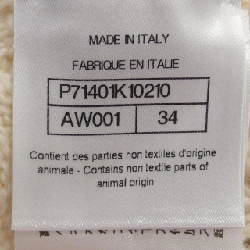 MADE IN ITALY
FABRIQUE EN ITALIE
P71401K10210
AW001 34
Contient des parties non textiles d'origine
animale - Contains non textile parts of
animal origin